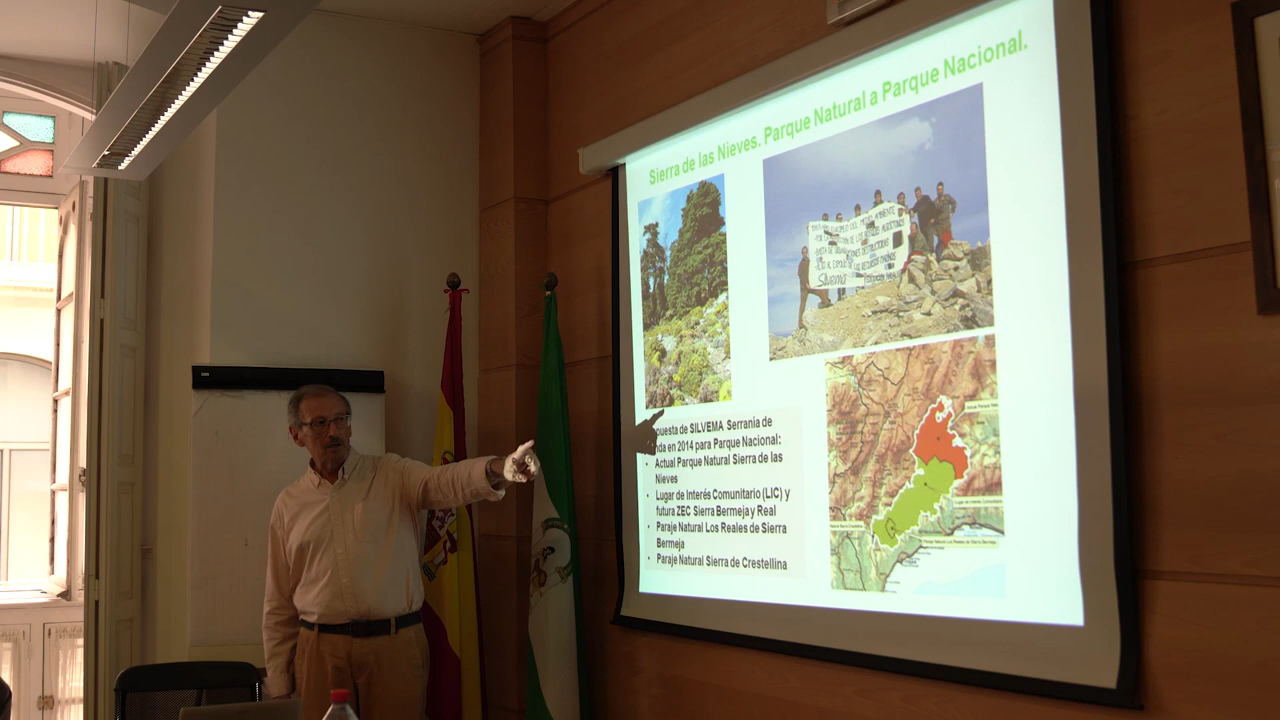 Sierra de las Nieves. Parque Natural a Parque Nacional.
MEDIO AMBIENTE
Silvema
puesta de SILVEMA Serranía de
nda en 2014 para Parque Nacional:
• Actual Parque Natural Sierra de las
Nieves
• Lugar de Interés Comunitario (LIC) y
futura ZEC Sierra Bermeja y Real
• Paraje Natural Los Reales de Sierra
Bermeja
• Paraje Natural Sierra de Crestellina